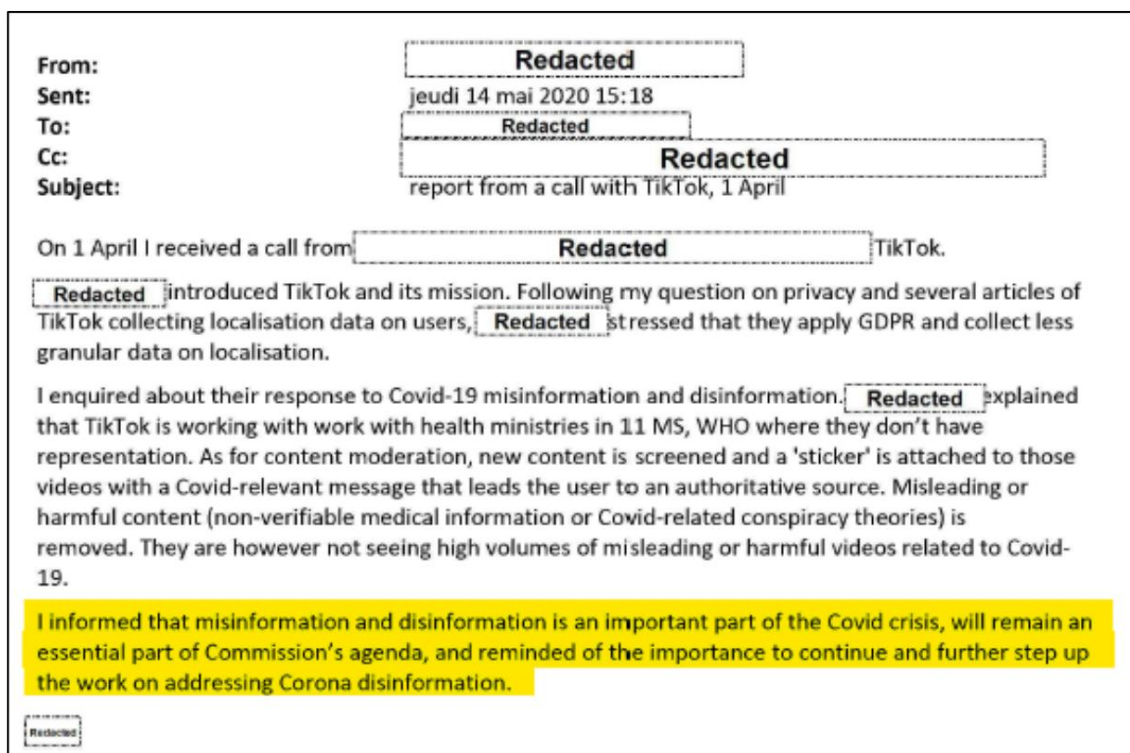 From: Redacted
Sent: jeudi 14 mai 2020 15:18
To: Redacted
Cc: Redacted
Subject: report from a call with TikTok, 1 April
On 1 April I received a call from Redacted TikTok.
Redacted introduced TikTok and its mission. Following my question on privacy and several articles of
TikTok collecting localisation data on users, Redacted stressed that they apply GDPR and collect less
granular data on localisation.
I enquired about their response to Covid-19 misinformation and disinformation. Redacted explained
that TikTok is working with work with health ministries in 11 MS, WHO where they don't have
representation. As for content moderation, new content is screened and a 'sticker' is attached to those
videos with a Covid-relevant message that leads the user to an authoritative source. Misleading or
harmful content (non-verifiable medical information or Covid-related conspiracy theories) is
removed. They are however not seeing high volumes of misleading or harmful videos related to Covid-
19.
I informed that misinformation and disinformation is an important part of the Covid crisis, will remain an
essential part of Commission's agenda, and reminded of the importance to continue and further step up
the work on addressing Corona disinformation.
Redacted